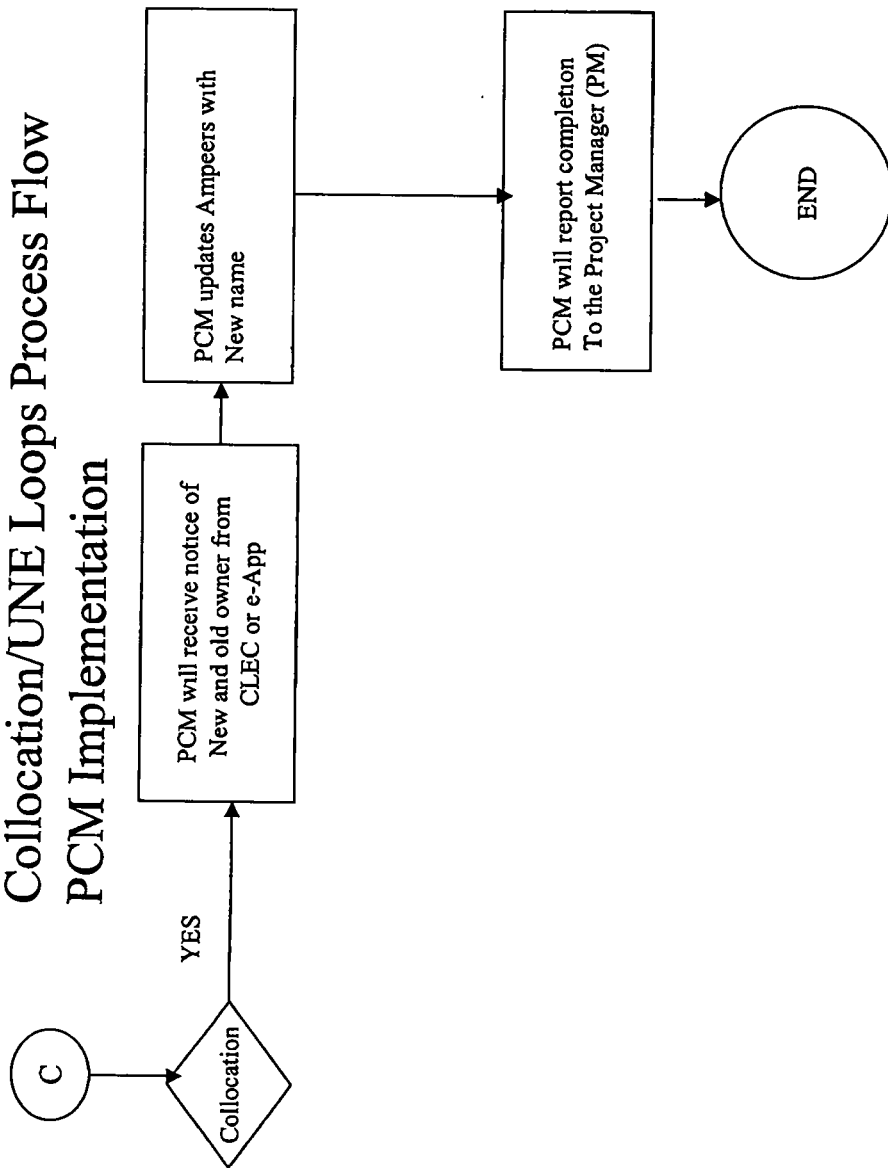 Collocation/UNE Loops Process Flow
PCM Implementation
C
Collocation
YES
PCM will receive notice of
New and old owner from
CLEC or e-App
PCM updates Ampeers with
New name
PCM will report completion
To the Project Manager (PM)
END